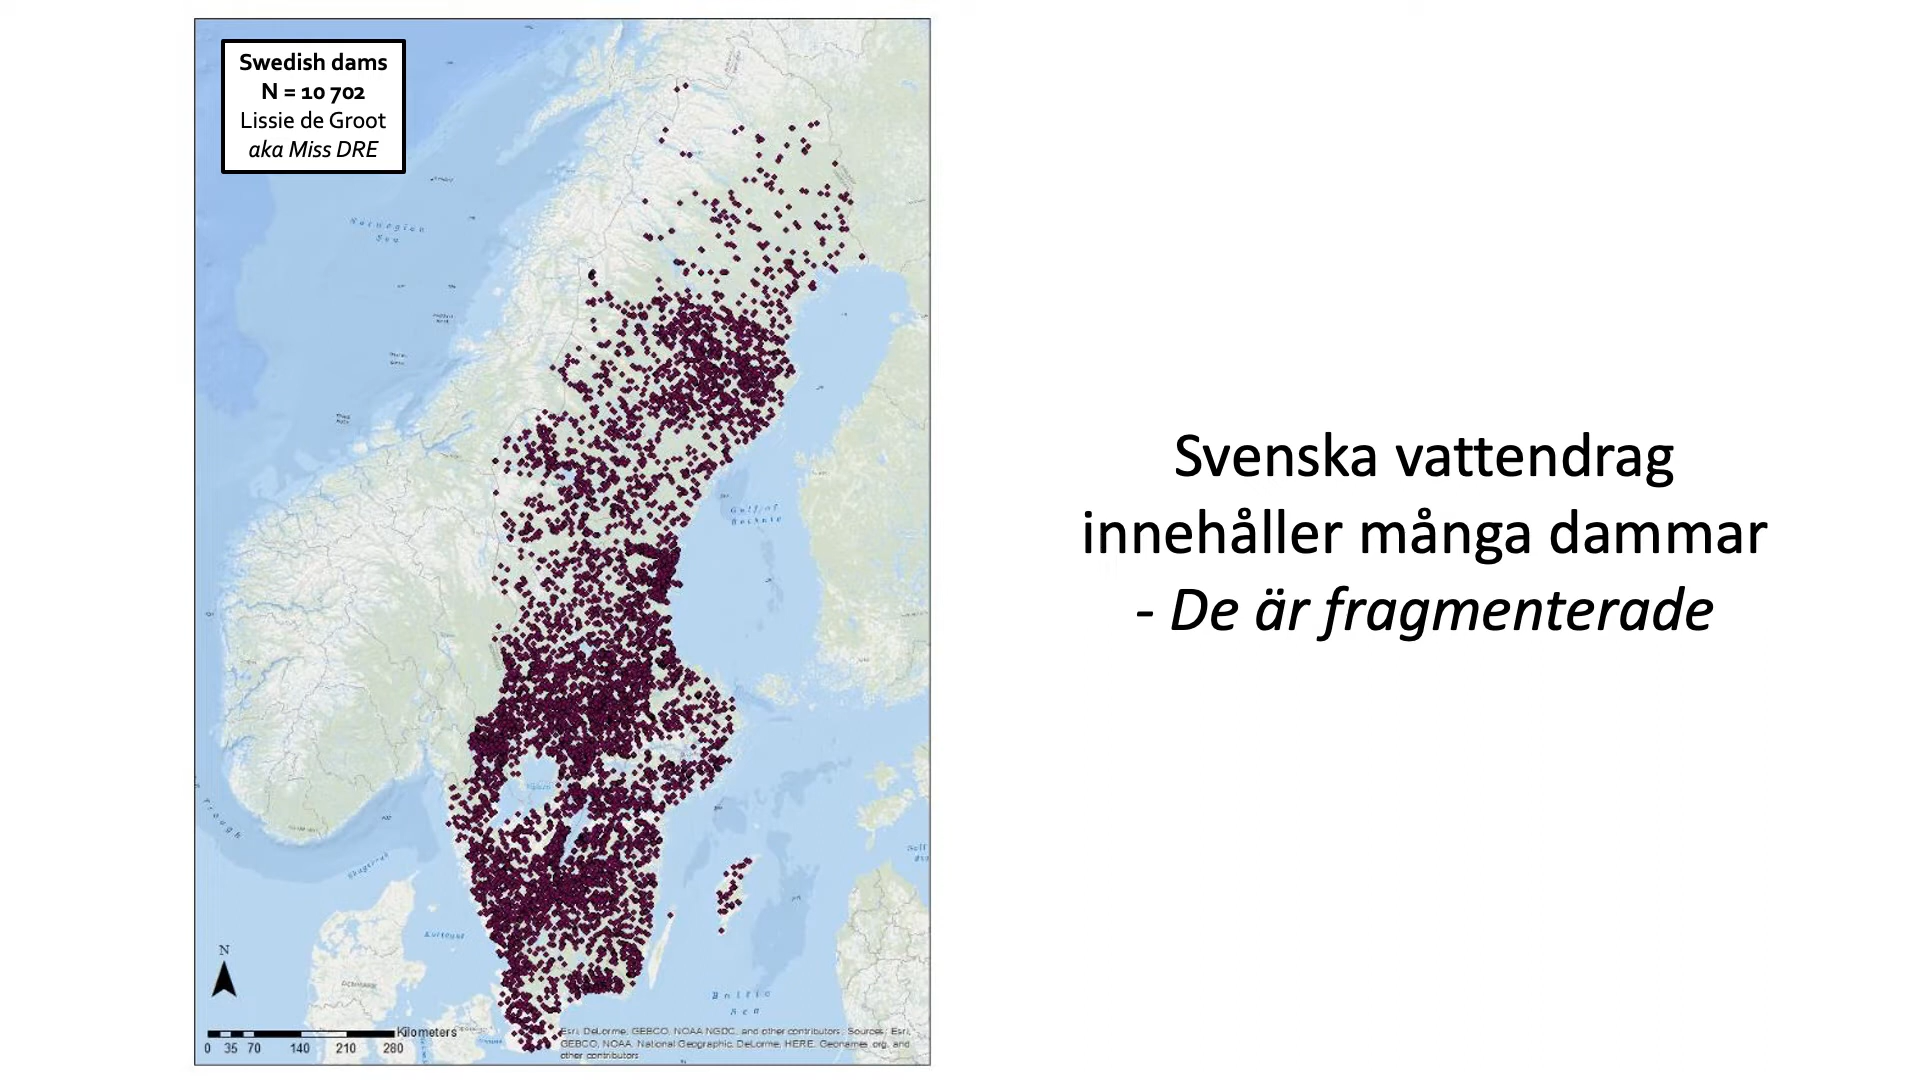 Swedish dams
N = 10 702
Lissie de Groot
aka Miss DRE
Norwegian
Sea
Gulf of
Bothnia
Skagerrak
Kattegat
DENMARK
Baltic
Sea
N
Kilometers
0 35 70 140 210 280
Esri, DeLorme, GEBCO, NOAA NGDC, and other contributors; Sources: Esri,
GEBCO, NOAA, National Geographic, DeLorme, HERE, Geonames.org, and
other contributors
Svenska vattendrag
innehåller många dammar
- De är fragmenterade